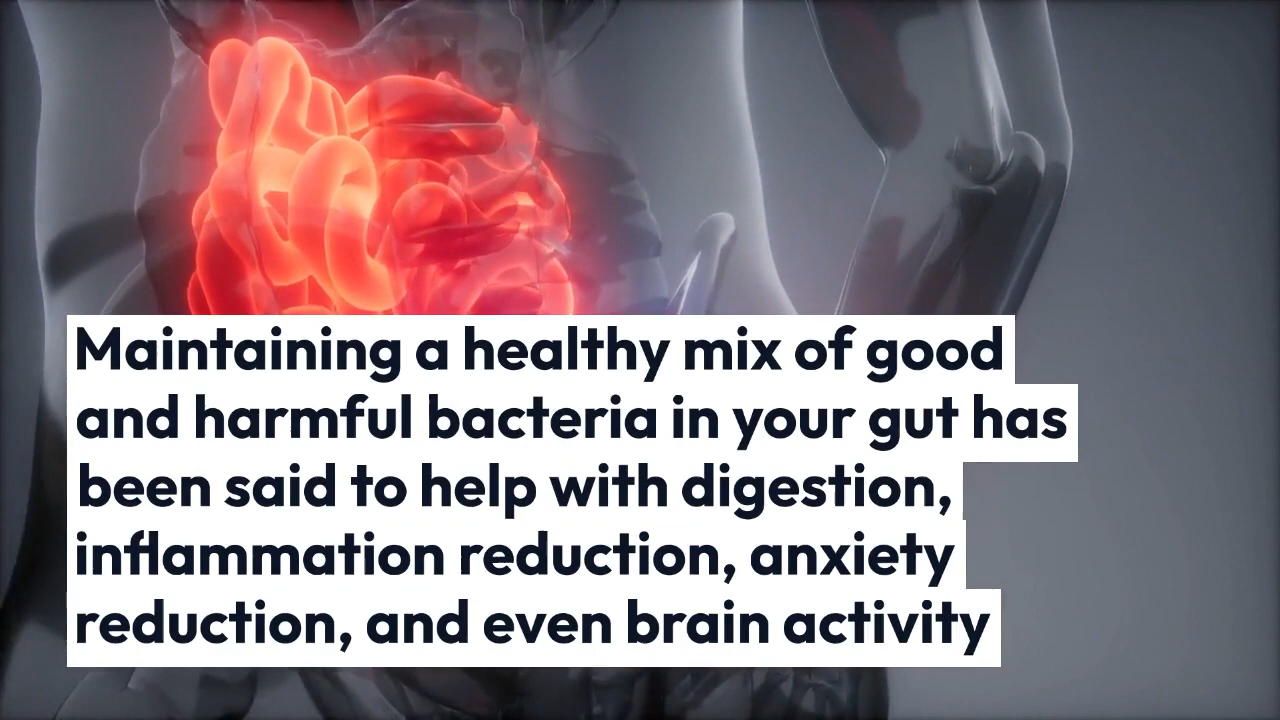 Maintaining a healthy mix of good
and harmful bacteria in your gut has
been said to help with digestion,
inflammation reduction, anxiety
reduction, and even brain activity